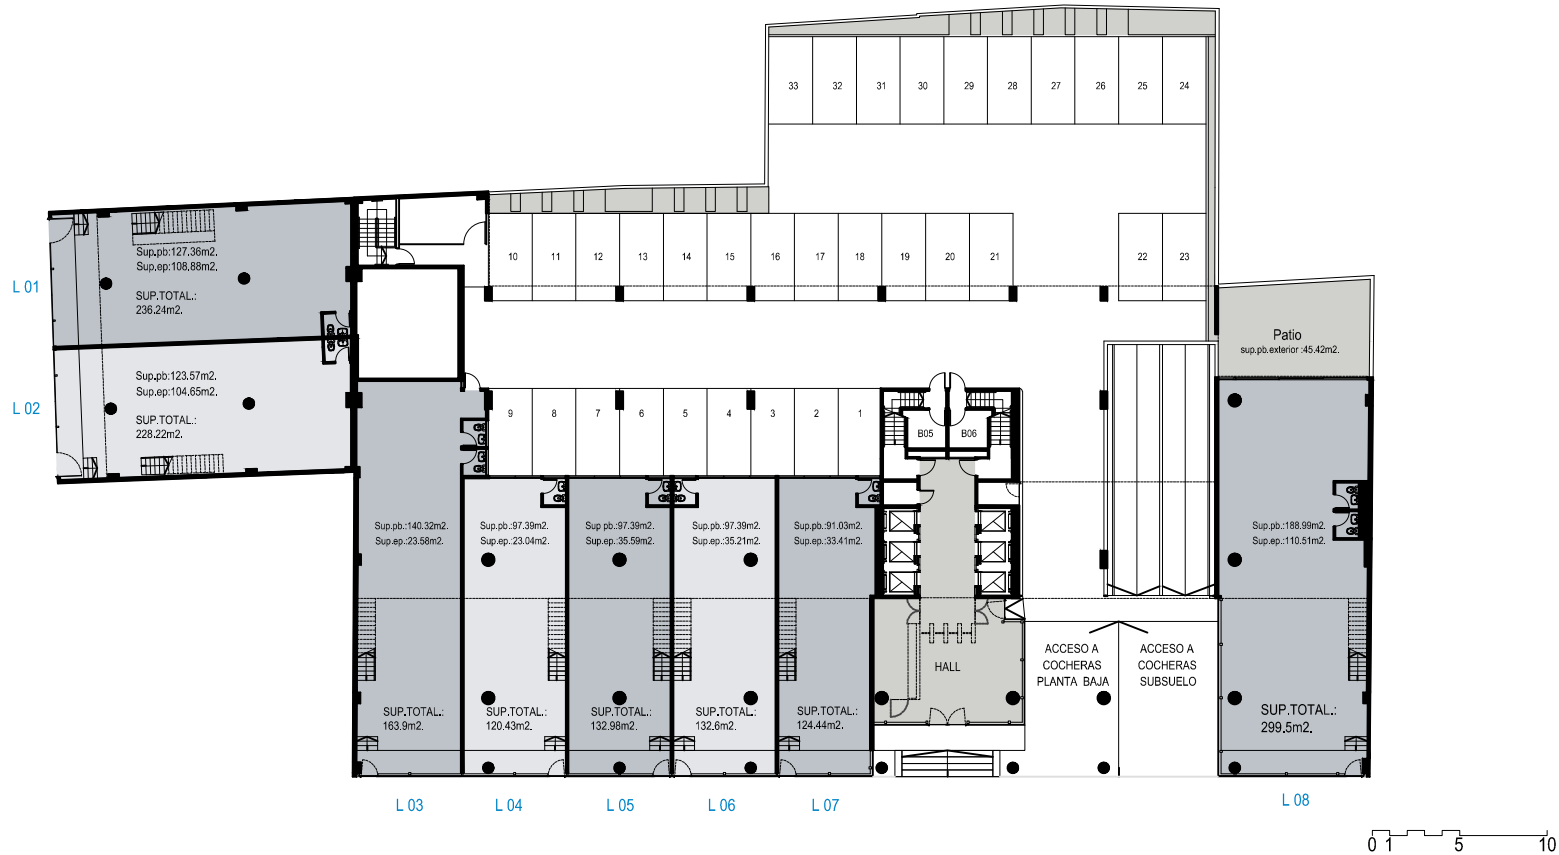 33 32 31 30 29 28 27 26 25 24
10 11 12 13 14 15 16 17 18 19 20 21 22 23
L 01
Sup.pb:127.36m2.
Sup.ep:108.88m2.
SUP.TOTAL.:
236.24m2.
L 02
Sup.pb:123.57m2.
Sup.ep:104.65m2.
SUP.TOTAL.:
228.22m2.
Patio
sup.pb.exterior :45.42m2.
9 8 7 6 5 4 3 2 1
B05 B06
Sup.pb.:140.32m2.
Sup.ep.:23.58m2.
SUP.TOTAL.:
163.9m2.
L 03
Sup.pb.:97.39m2.
Sup.ep.:23.04m2.
SUP.TOTAL.:
120.43m2.
L 04
Sup pb.:97.39m2.
Sup.ep.:35.59m2.
SUP.TOTAL.:
132.98m2.
L 05
Sup pb.:97.39m2.
Sup.ep.:35.21m2.
SUP.TOTAL.:
132.6m2.
L 06
Sup.pb.:91.03m2.
Sup.ep.:33.41m2.
SUP.TOTAL.:
124.44m2.
L 07
HALL
ACCESO A
COCHERAS
PLANTA BAJA
ACCESO A
COCHERAS
SUBSUELO
Sup.pb.:188.99m2.
Sup.ep.:110.51m2.
SUP.TOTAL.:
299.5m2.
L 08
0 1 5 10